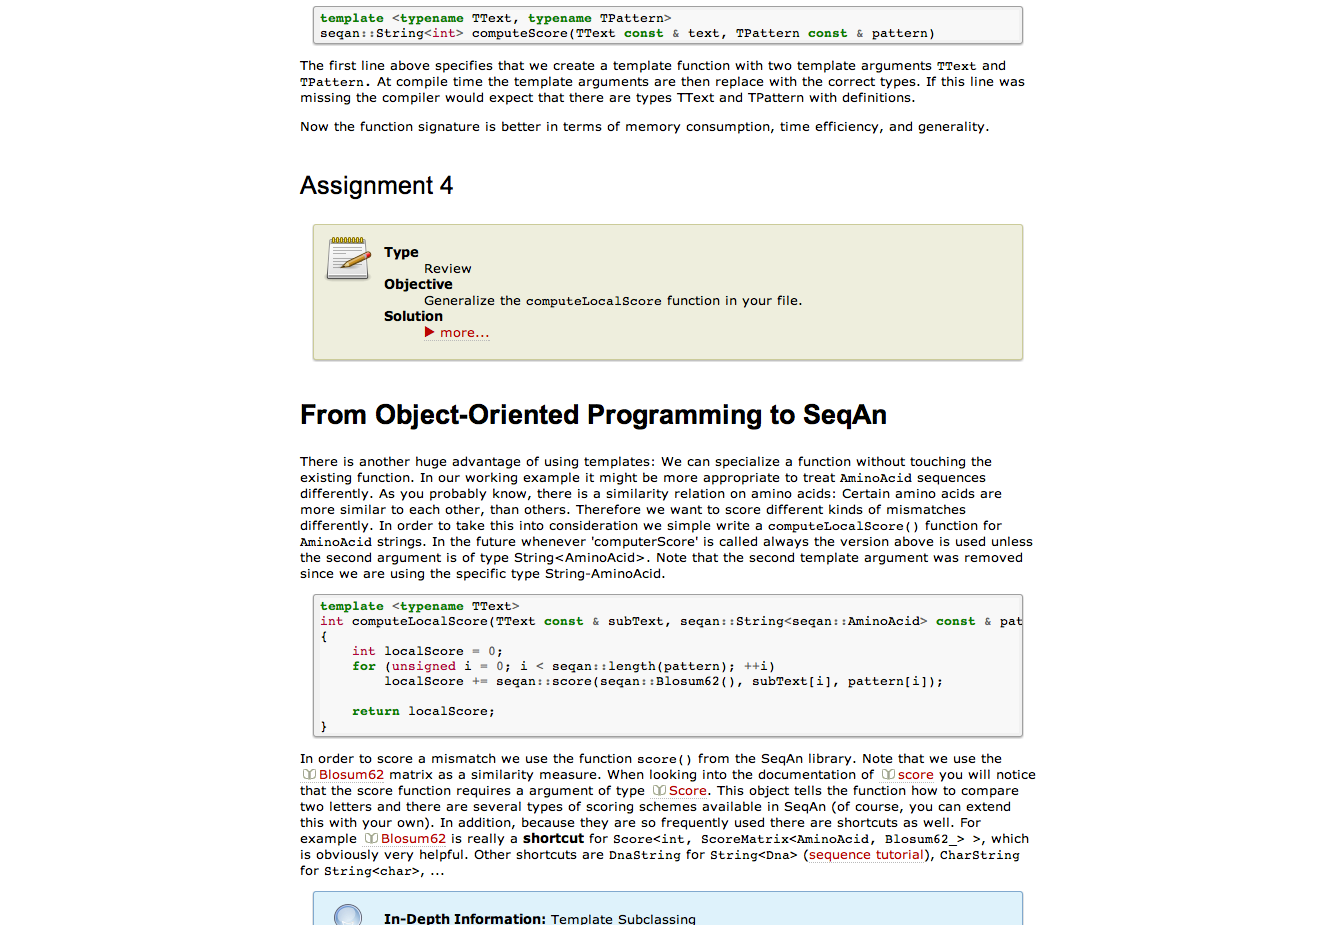 template <typename TText, typename TPattern>
seqan::String<int> computeScore(TText const & text, TPattern const & pattern)
The first line above specifies that we create a template function with two template arguments TText and
TPattern. At compile time the template arguments are then replace with the correct types. If this line was
missing the compiler would expect that there are types TText and TPattern with definitions.
Now the function signature is better in terms of memory consumption, time efficiency, and generality.
Assignment 4
Type
Review
Objective
Generalize the computeLocalScore function in your file.
Solution
more...
From Object-Oriented Programming to SeqAn
There is another huge advantage of using templates: We can specialize a function without touching the
existing function. In our working example it might be more appropriate to treat AminoAcid sequences
differently. As you probably know, there is a similarity relation on amino acids: Certain amino acids are
more similar to each other, than others. Therefore we want to score different kinds of mismatches
differently. In order to take this into consideration we simple write a computeLocalScore() function for
AminoAcid strings. In the future whenever 'computerScore' is called always the version above is used unless
the second argument is of type String<AminoAcid>. Note that the second template argument was removed
since we are using the specific type String-AminoAcid.
template <typename TText>
int computeLocalScore(TText const & subText, seqan::String<seqan::AminoAcid> const & pat
{
    int localScore = 0;
    for (unsigned i = 0; i < seqan::length(pattern); ++i)
        localScore += seqan::score(seqan::Blosum62(), subText[i], pattern[i]);
    return localScore;
}
In order to score a mismatch we use the function score() from the SeqAn library. Note that we use the
Blosum62 matrix as a similarity measure. When looking into the documentation of score you will notice
that the score function requires a argument of type Score. This object tells the function how to compare
two letters and there are several types of scoring schemes available in SeqAn (of course, you can extend
this with your own). In addition, because they are so frequently used there are shortcuts as well. For
example Blosum62 is really a shortcut for Score<int, ScoreMatrix<AminoAcid, Blosum62_> >, which
is obviously very helpful. Other shortcuts are DnaString for String<Dna> (sequence tutorial), CharString
for String<char>, ...
In-Depth Information: Template Subclassing